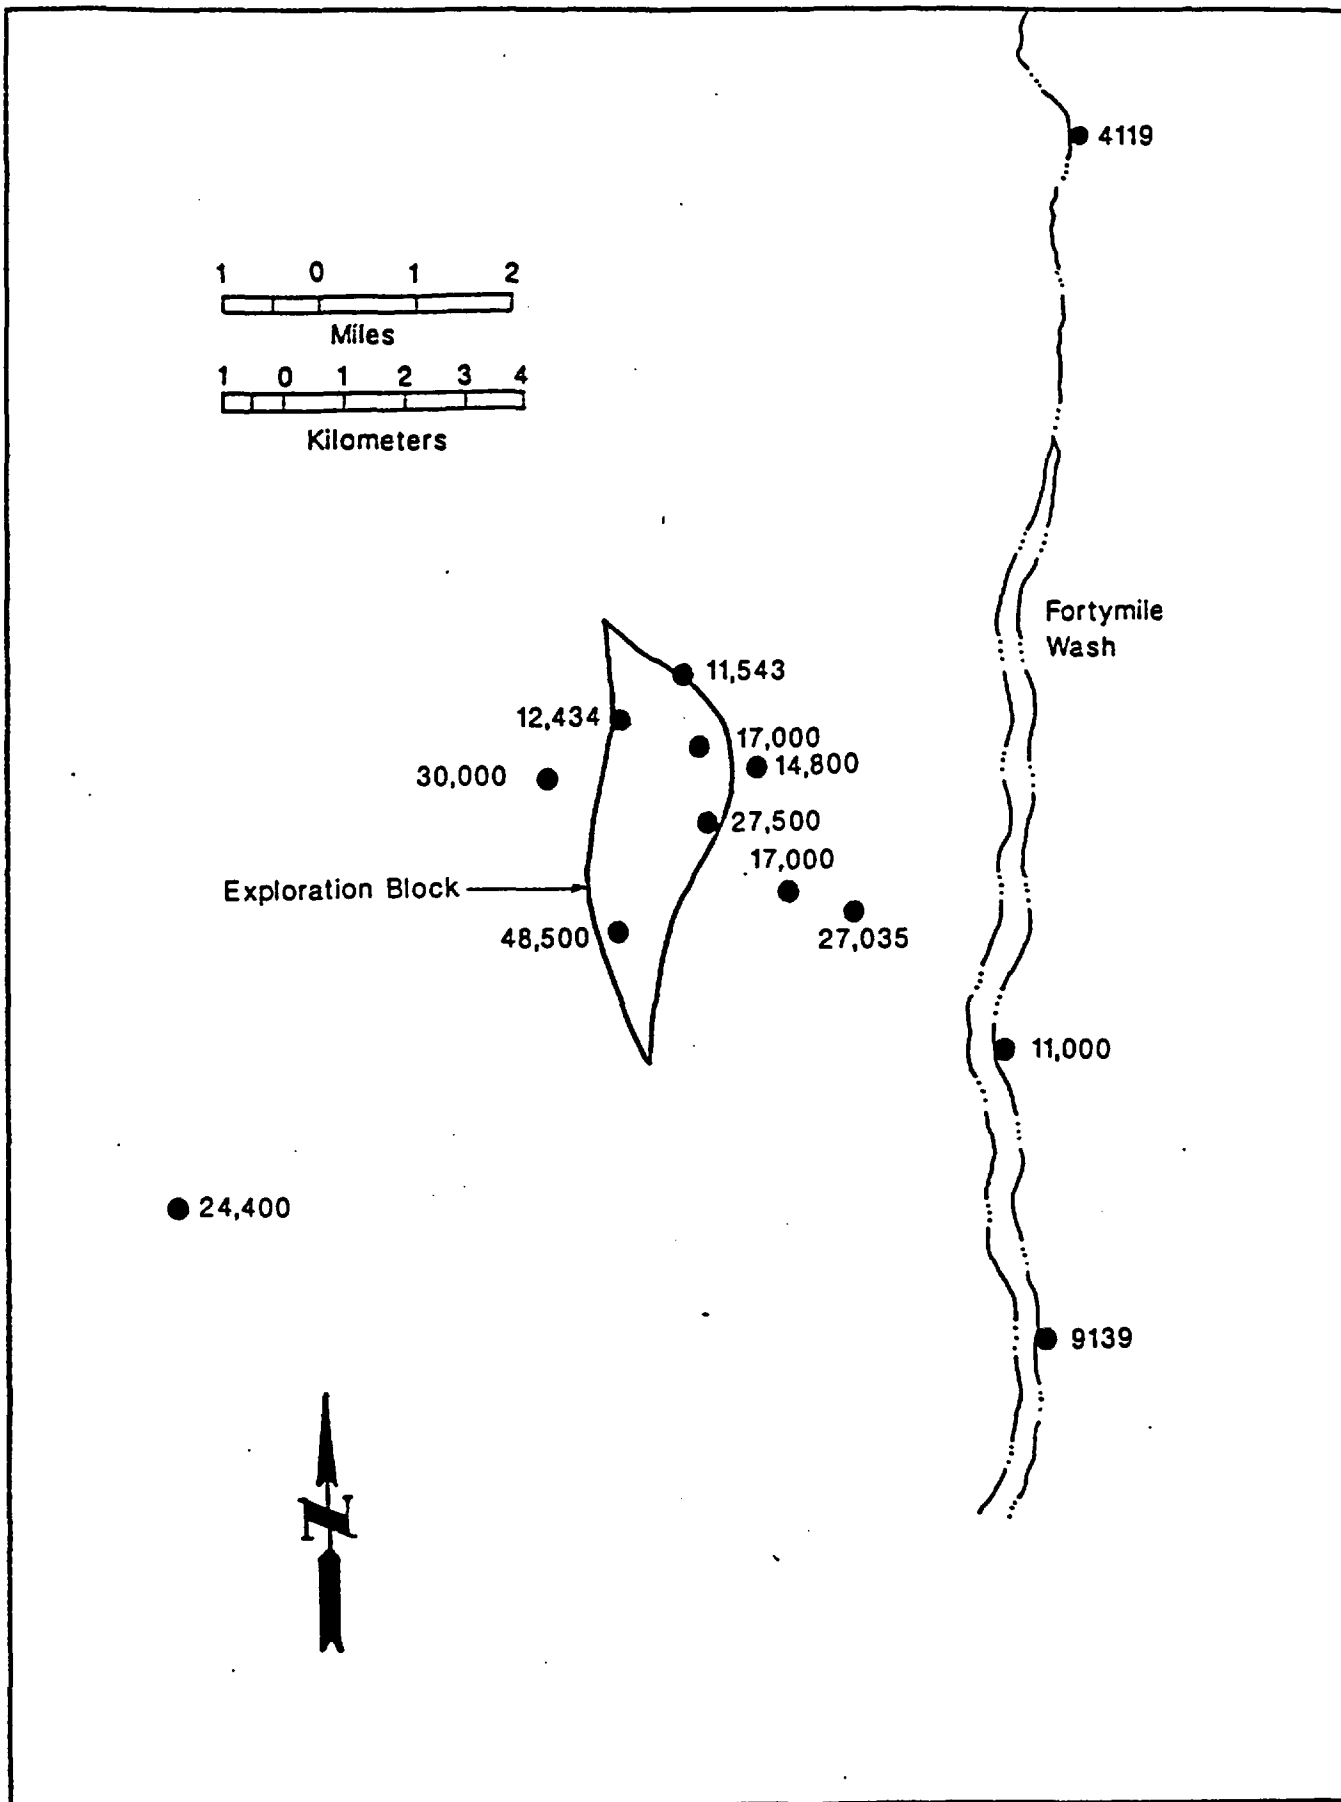 4119
1 0 1 2
Miles
1 0 1 2 3 4
Kilometers
Fortymile
Wash
11,543
12,434
17,000
14,800
30,000
27,500
17,000
Exploration Block
27,035
48,500
11,000
24,400
9139
N